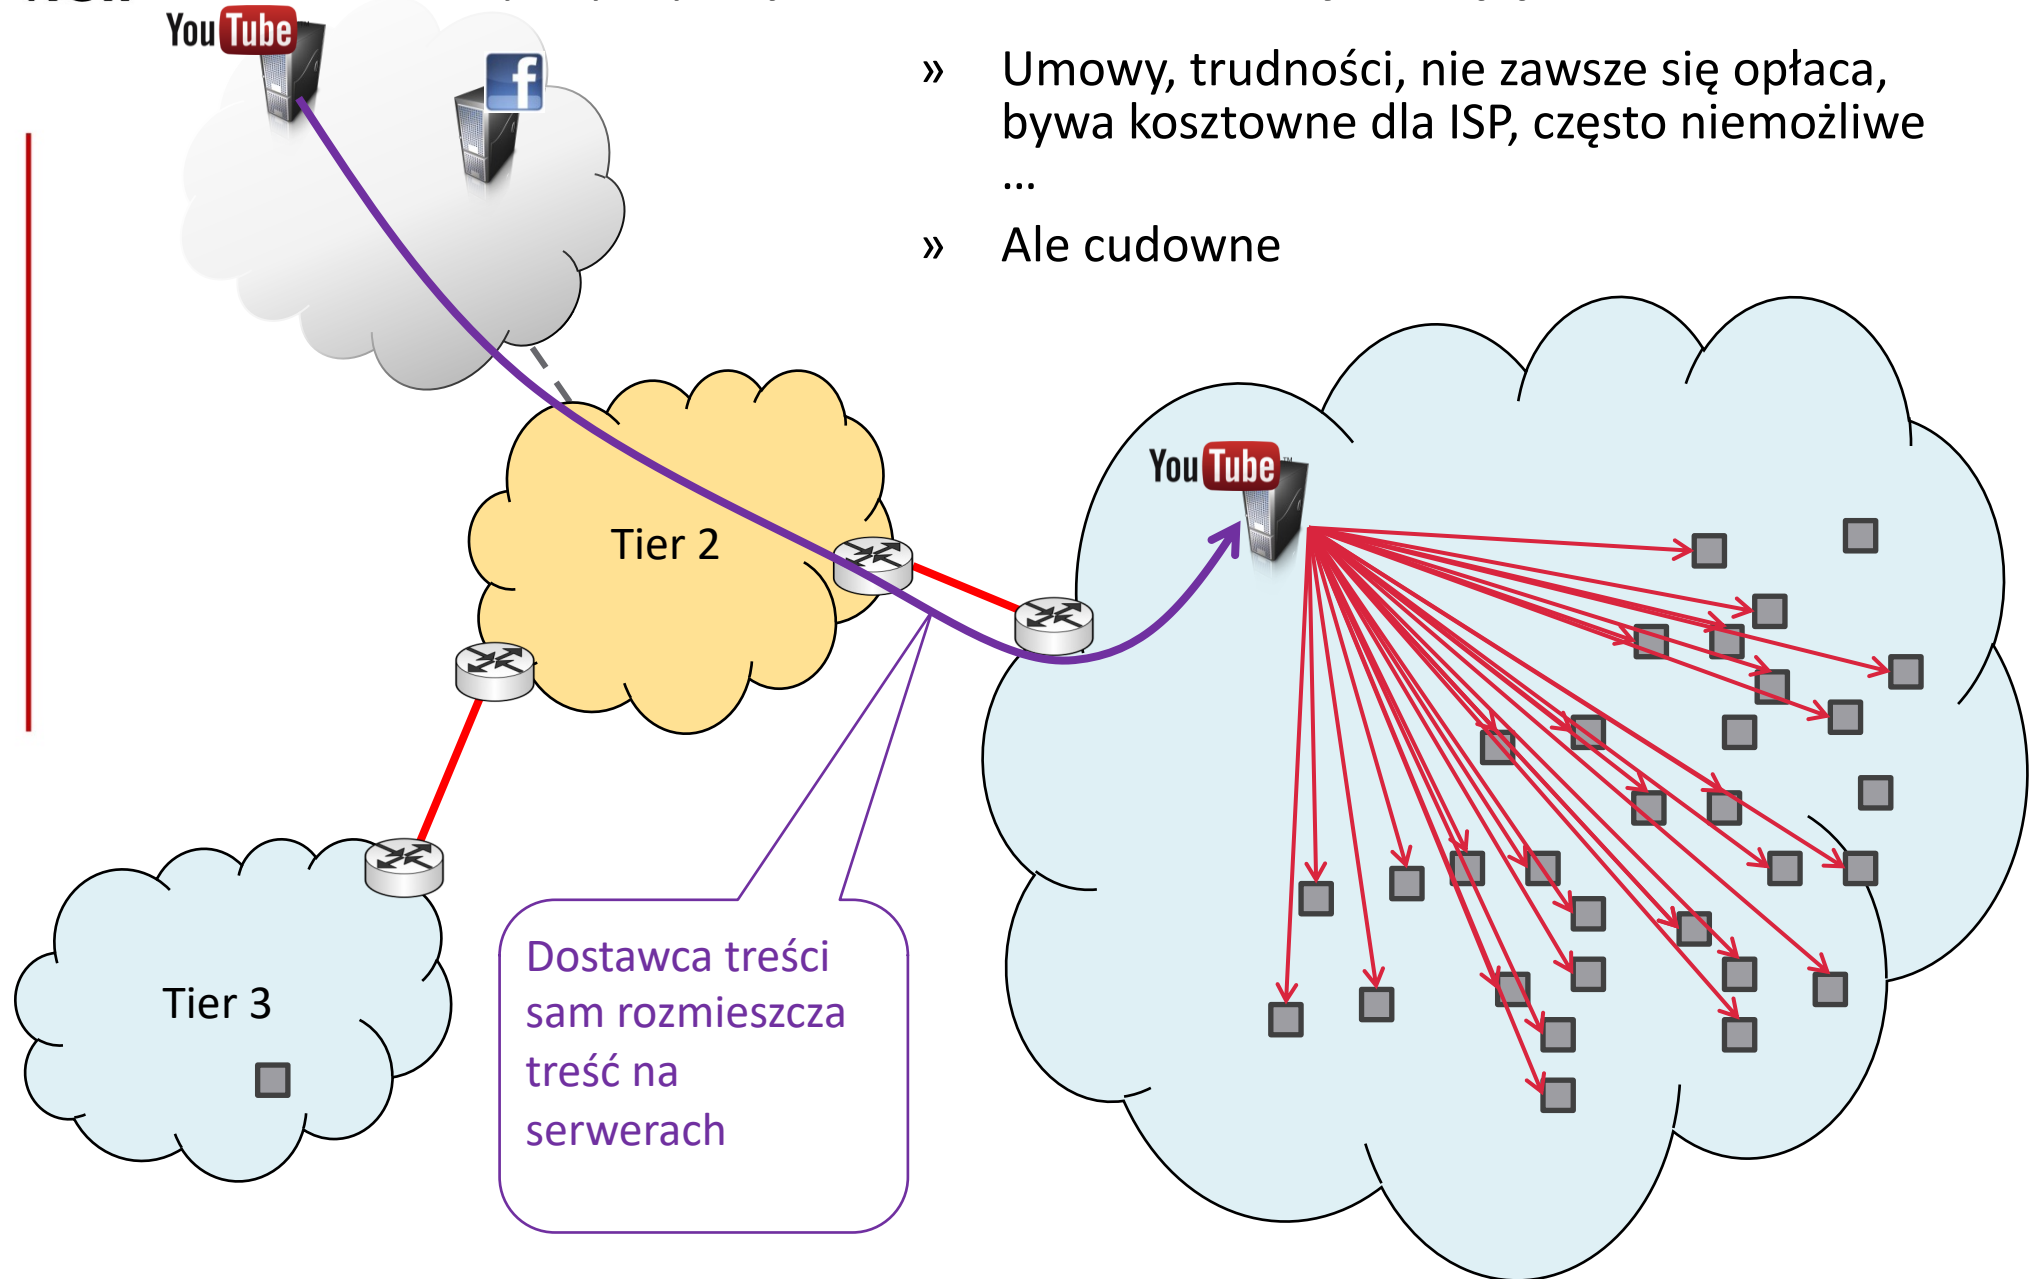 YouTube
» Umowy, trudności, nie zawsze się opłaca,
bywa kosztowne dla ISP, często niemożliwe
…
» Ale cudowne
YouTube
Tier 2
Tier 3
Dostawca treści
sam rozmieszcza
treść na
serwerach